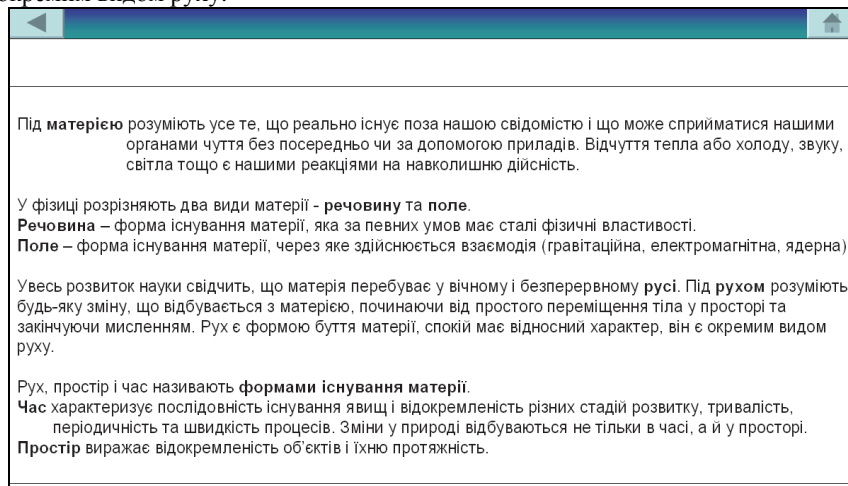 окремим видом руху.
Під матерією розуміють усе те, що реально існує поза нашою свідомістю і що може сприйматися нашими
органами чуття без посередньо чи за допомогою приладів. Відчуття тепла або холоду, звуку,
світла тощо є нашими реакціями на навколишню дійсність.
У фізиці розрізняють два види матерії - речовину та поле.
Речовина – форма існування матерії, яка за певних умов має сталі фізичні властивості.
Поле – форма існування матерії, через яке здійснюється взаємодія (гравітаційна, електромагнітна, ядерна)
Увесь розвиток науки свідчить, що матерія перебуває у вічному і безперервному русі. Під рухом розуміють
будь-яку зміну, що відбувається з матерією, починаючи від простого переміщення тіла у просторі та
закінчуючи мисленням. Рух є формою буття матерії, спокій має відносний характер, він є окремим видом
руху.
Рух, простір і час називають формами існування матерії.
Час характеризує послідовність існування явищ і відокремленість різних стадій розвитку, тривалість,
періодичність та швидкість процесів. Зміни у природі відбуваються не тільки в часі, а й у просторі.
Простір виражає відокремленість об’єктів і їхню протяжність.